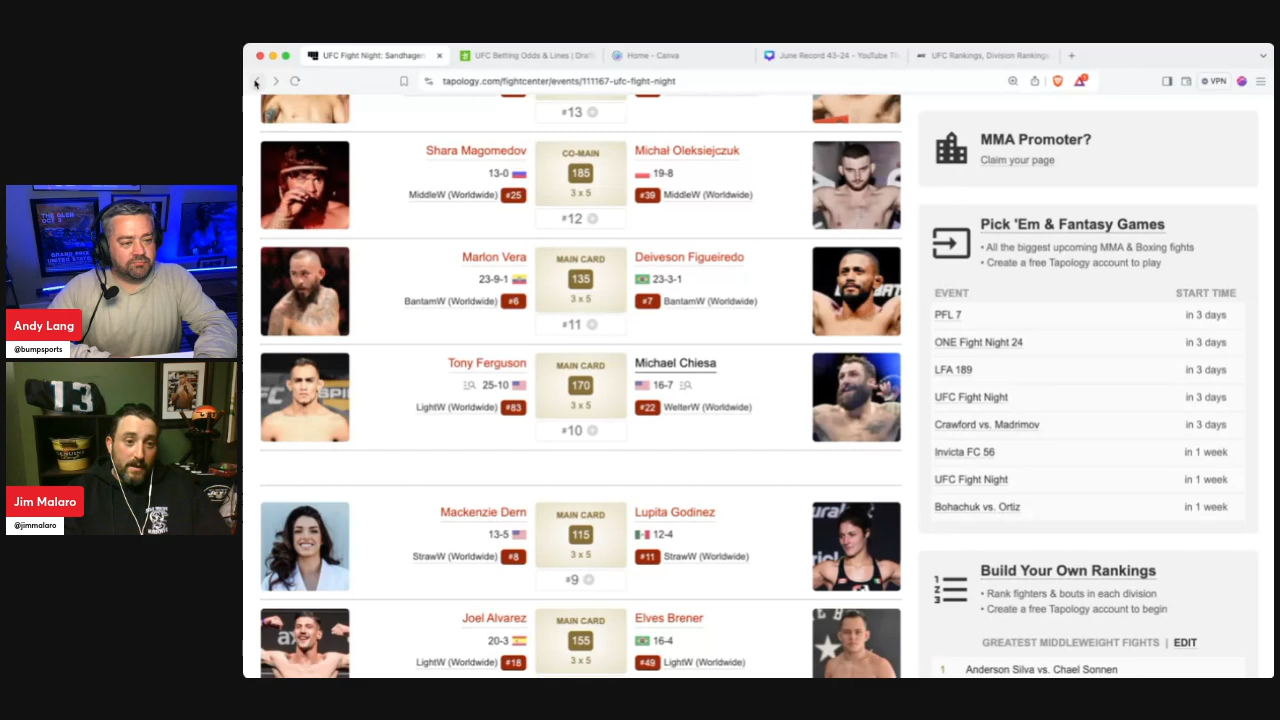 UFC Fight Night: Sandhagen
UFC Betting Odds & Lines | Draft
Home - Canva
June Record 43-24 - YouTube Th
UFC Rankings, Division Rankings,
tapology.com/fightcenter/events/111167-ufc-fight-night
VPN
#13
Shara Magomedov
CO-MAIN
Michał Oleksiejczuk
13-0
185
19-8
MiddleW (Worldwide) #25
3 x 5
#39 MiddleW (Worldwide)
#12
Marlon Vera
MAIN CARD
Deiveson Figueiredo
23-9-1
135
23-3-1
BantamW (Worldwide) #6
3 x 5
#7 BantamW (Worldwide)
#11
Tony Ferguson
MAIN CARD
Michael Chiesa
25-10
170
16-7
LightW (Worldwide) #83
3 x 5
#22 WelterW (Worldwide)
#10
Mackenzie Dern
MAIN CARD
Lupita Godinez
13-5
115
12-4
StrawW (Worldwide) #8
3 x 5
#11 StrawW (Worldwide)
#9
Joel Alvarez
MAIN CARD
Elves Brener
20-3
155
16-4
LightW (Worldwide) #18
3 x 5
#49 LightW (Worldwide)
MMA Promoter?
Claim your page
Pick 'Em & Fantasy Games
• All the biggest upcoming MMA & Boxing fights
• Create a free Tapology account to play
EVENT START TIME
PFL 7 in 3 days
ONE Fight Night 24 in 3 days
LFA 189 in 3 days
UFC Fight Night in 3 days
Crawford vs. Madrimov in 3 days
Invicta FC 56 in 1 week
UFC Fight Night in 1 week
Bohachuk vs. Ortiz in 1 week
Build Your Own Rankings
• Rank fighters & bouts in each division
• Create a free Tapology account to begin
GREATEST MIDDLEWEIGHT FIGHTS | EDIT
1 Anderson Silva vs. Chael Sonnen
THE GLEN
OCT 3
GRAND PRIX
UNITED STATES
Andy Lang
@bumpsports
13
Jim Malaro
@jimmalaro